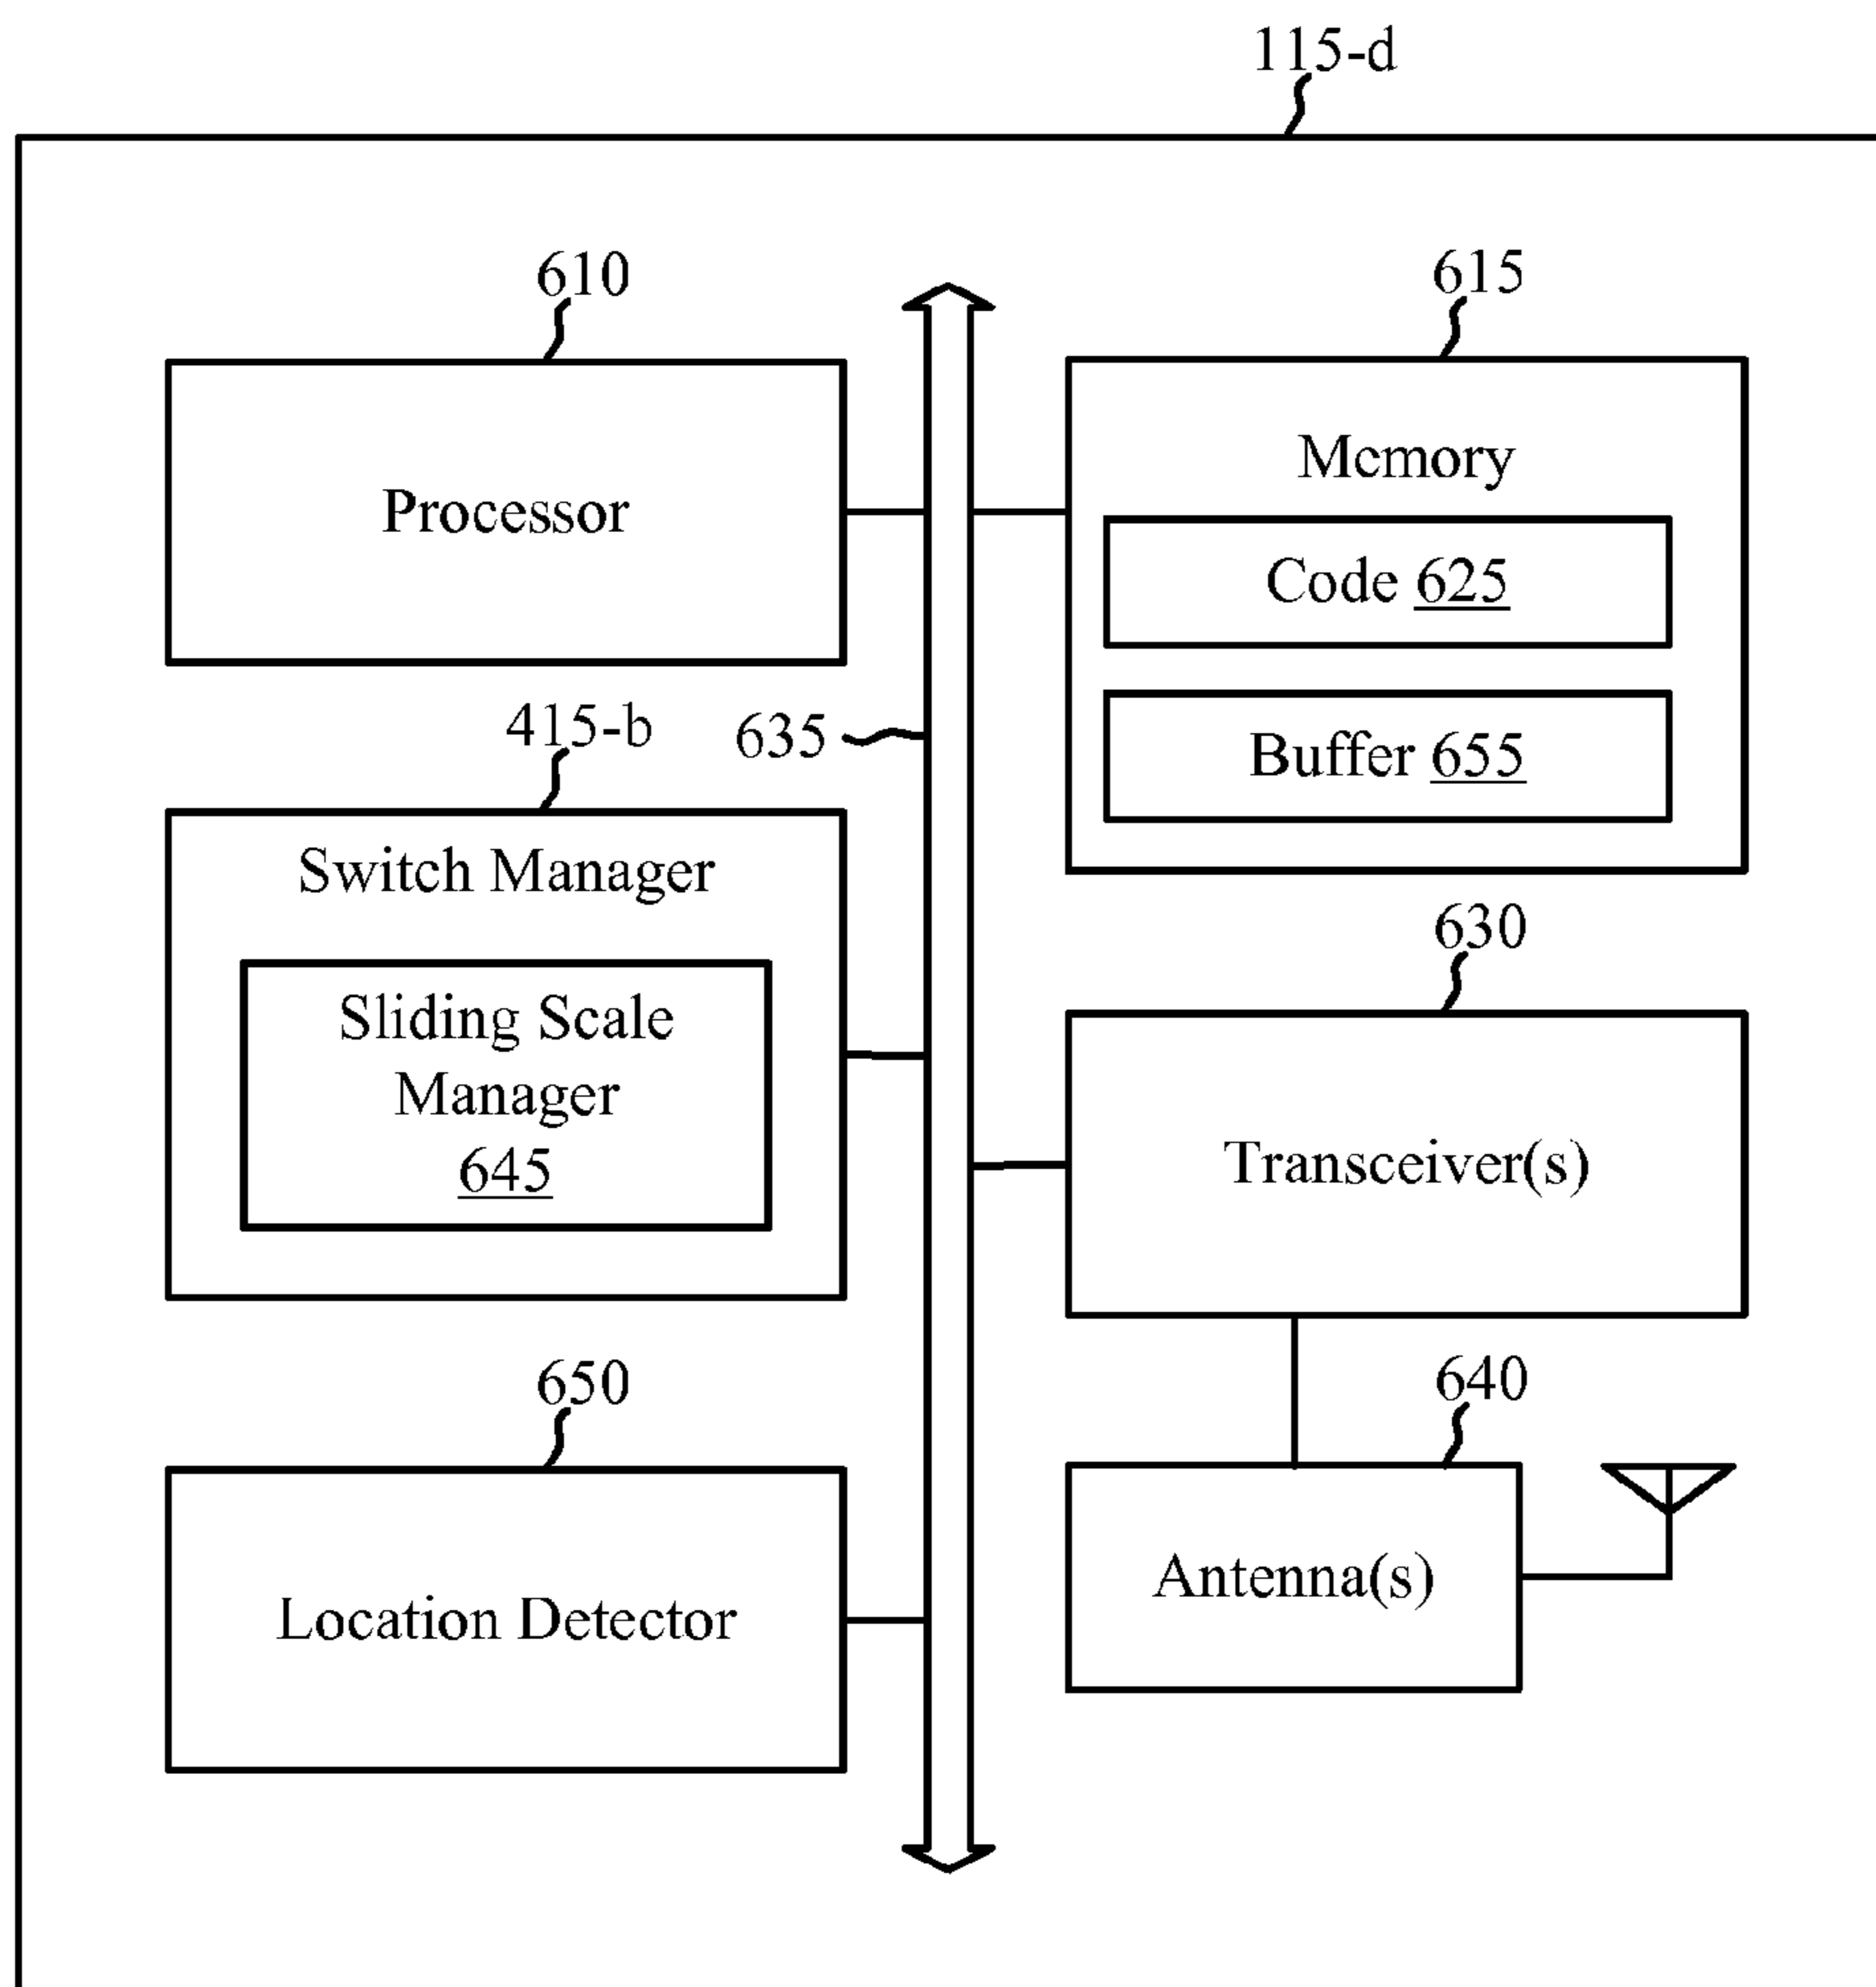 115-d
610
Processor
615
Memory
Code 625
Buffer 655
415-b
635
Switch Manager
Sliding Scale
Manager
645
630
Transceiver(s)
650
Location Detector
640
Antenna(s)